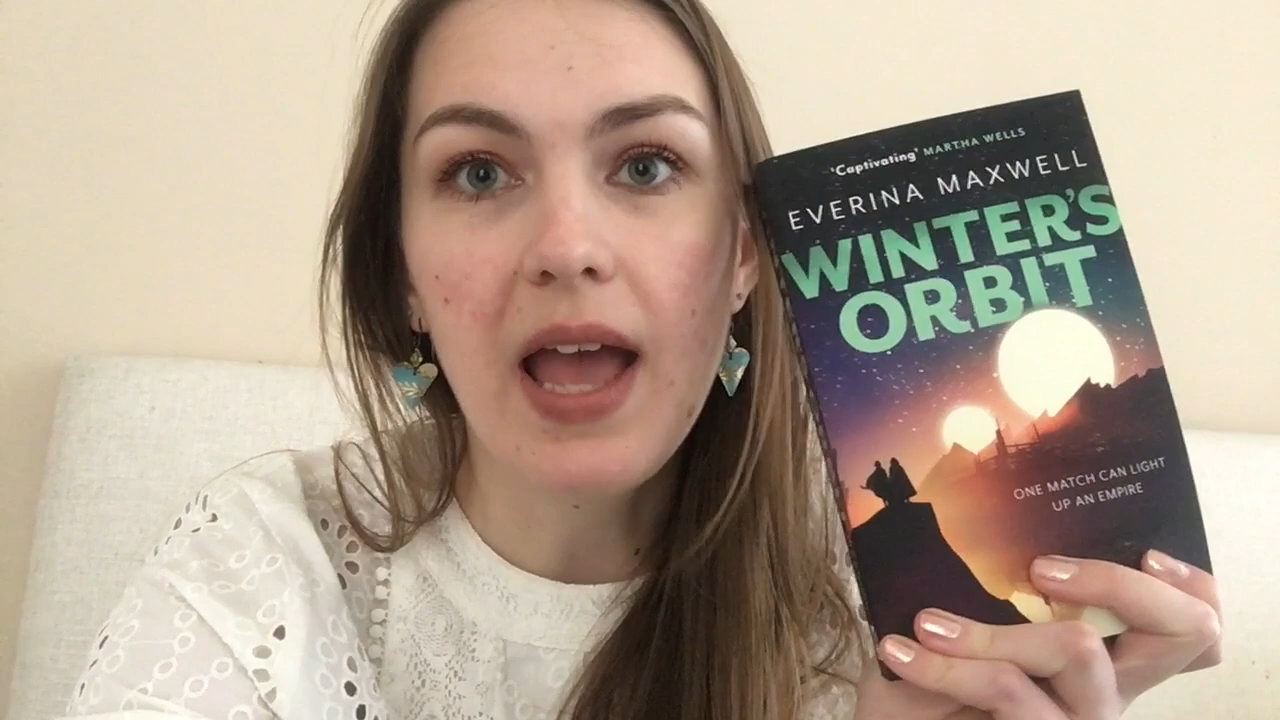 'Captivating' MARTHA WELLS
EVERINA MAXWELL
WINTER'S
ORBIT
ONE MATCH CAN LIGHT
UP AN EMPIRE